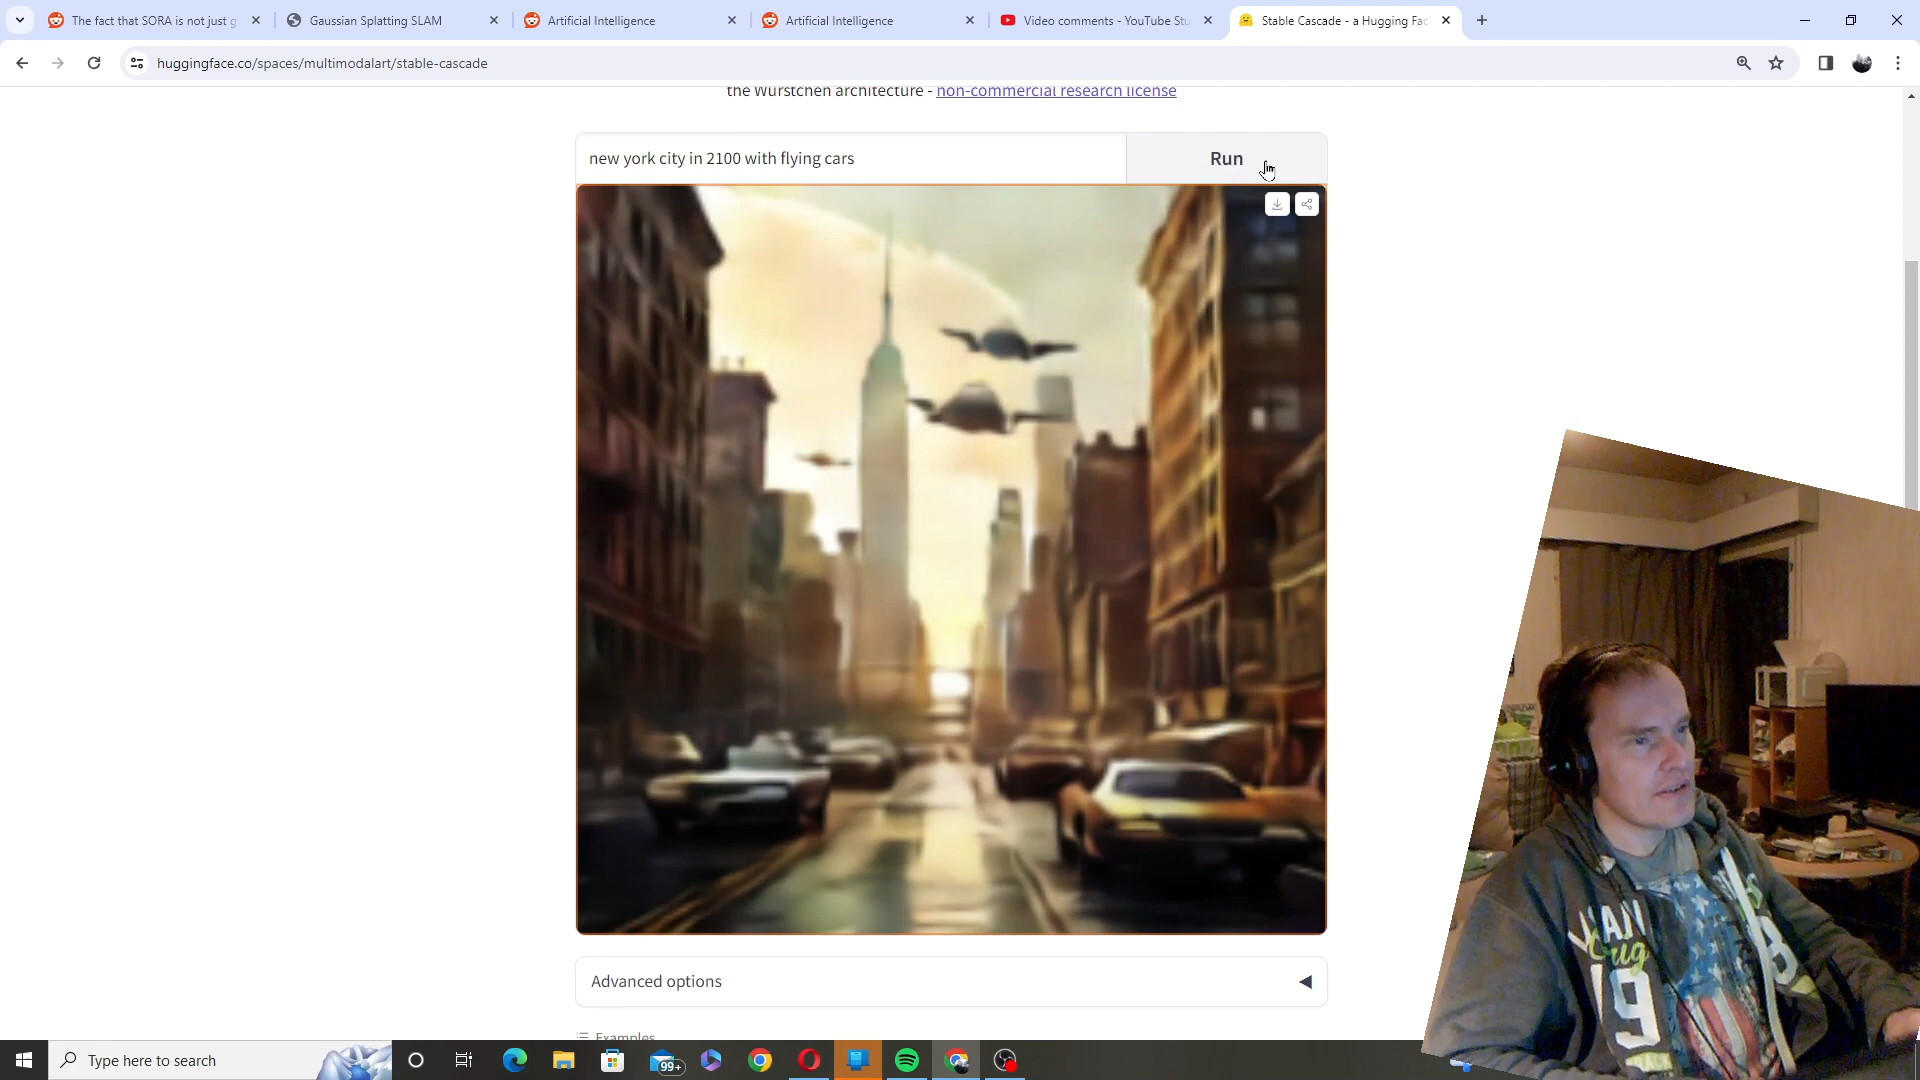 The fact that SORA is not just g
Gaussian Splatting SLAM
Artificial Intelligence
Artificial Intelligence
Video comments - YouTube Stu
Stable Cascade - a Hugging Fac
huggingface.co/spaces/multimodalart/stable-cascade
the Würstchen architecture - non-commercial research license
new york city in 2100 with flying cars
Run
Advanced options
Examples
19
Type here to search
99+